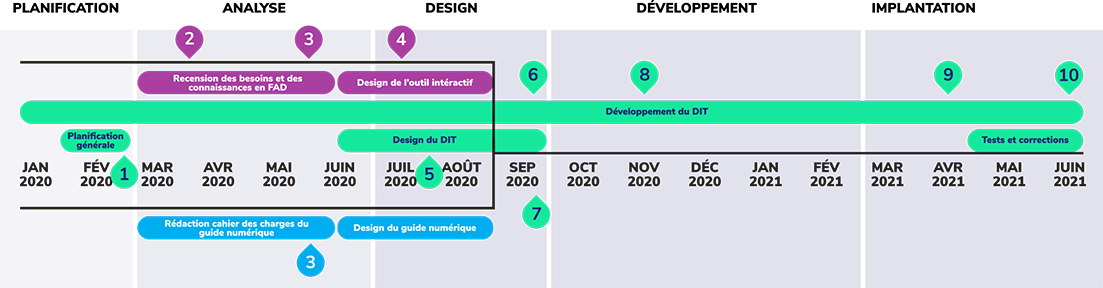 PLANIFICATION
ANALYSE
DESIGN
DÉVELOPPEMENT
IMPLANTATION
2
3
4
6
8
9
10
Recension des besoins et des
connaissances en FAD
Design de l'outil intéractif
Développement du DIT
Planification
générale
Design du DIT
Tests et corrections
JAN
2020
FÉV
2020
1
MAR
2020
AVR
2020
MAI
2020
JUIN
2020
JUIL
2020
5
AOÛT
2020
SEP
2020
OCT
2020
NOV
2020
DÉC
2020
JAN
2021
FÉV
2021
MAR
2021
AVR
2021
MAI
2021
JUIN
2021
7
Rédaction cahier des charges du
guide numérique
Design du guide numérique
3